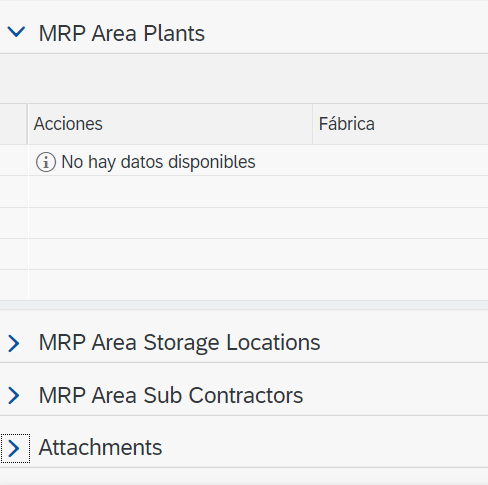 MRP Area Plants
Acciones Fábrica
No hay datos disponibles
MRP Area Storage Locations
MRP Area Sub Contractors
Attachments